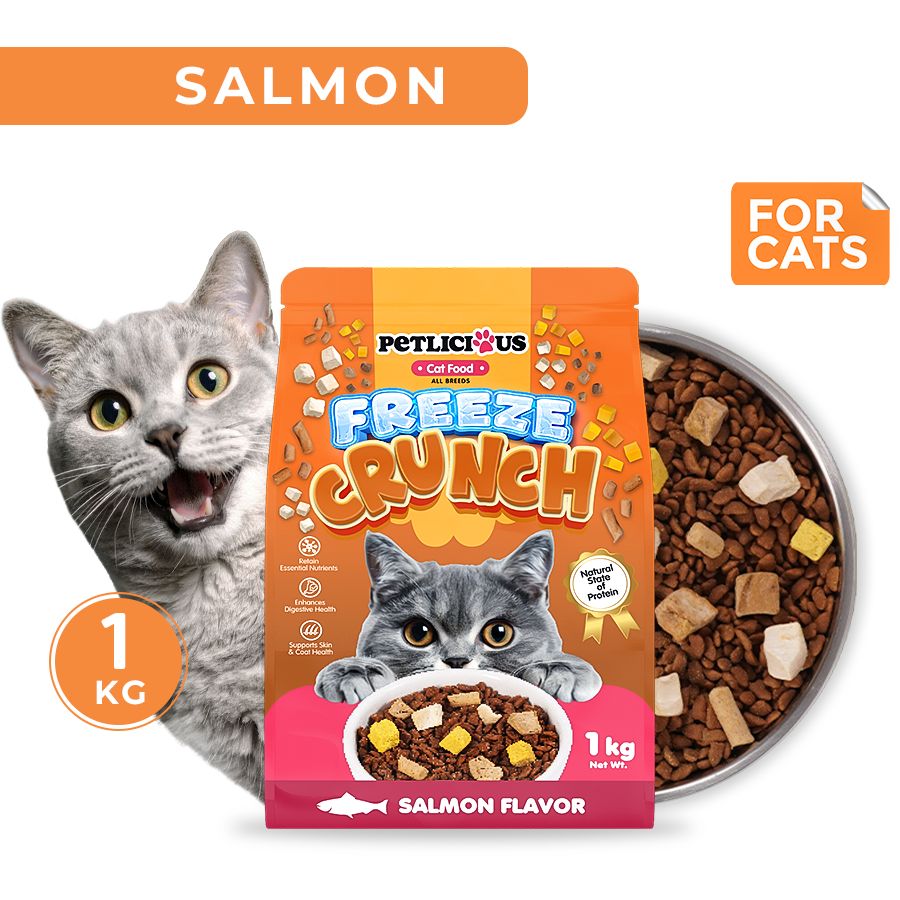 SALMON
FOR
CATS
PETLICIOUS
Cat Food
ALL BREEDS
FREEZE
CRUNCH
Retain
Essential Nutrients
Enhances
Digestive Health
Supports Skin
& Coat Health
Natural
State
of
Protein
1
KG
1 kg
Net Wt.
SALMON FLAVOR